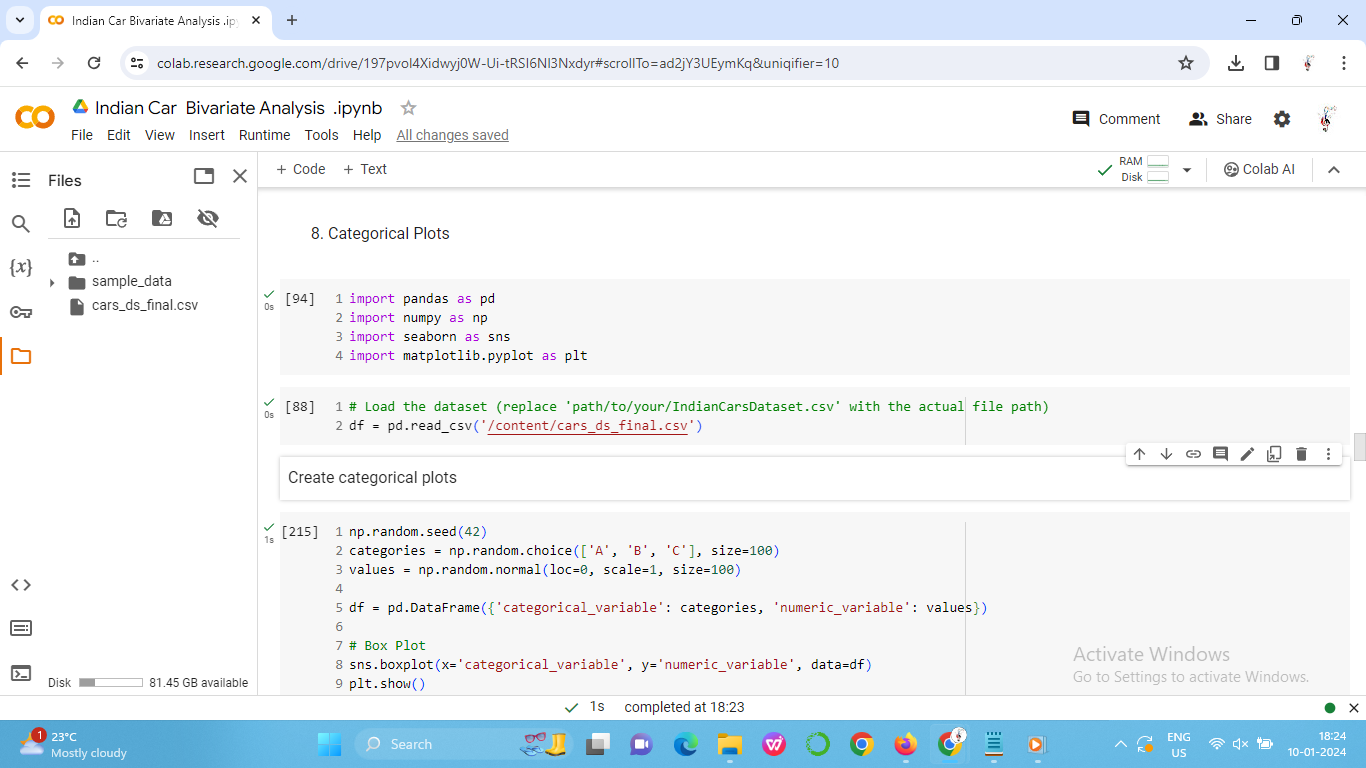 Indian Car Bivariate Analysis .ip
colab.research.google.com/drive/197pvol4Xidwyj0W-Ui-tRSI6NI3Nxdyr#scrollTo=ad2jY3UEymKq&uniqifier=10
Indian Car  Bivariate Analysis  .ipynb
Comment
Share
File Edit View Insert Runtime Tools Help All changes saved
Files
+ Code + Text
RAM
Disk
Colab AI
..
sample_data
cars_ds_final.csv
8. Categorical Plots
0s
[94]
1 import pandas as pd
2 import numpy as np
3 import seaborn as sns
4 import matplotlib.pyplot as plt
0s
[88]
1 # Load the dataset (replace 'path/to/your/IndianCarsDataset.csv' with the actual file path)
2 df = pd.read_csv('/content/cars_ds_final.csv')
Create categorical plots
1s
[215]
1 np.random.seed(42)
2 categories = np.random.choice(['A', 'B', 'C'], size=100)
3 values = np.random.normal(loc=0, scale=1, size=100)
4
5 df = pd.DataFrame({'categorical_variable': categories, 'numeric_variable': values})
6
7 # Box Plot
8 sns.boxplot(x='categorical_variable', y='numeric_variable', data=df)
9 plt.show()
Activate Windows
Go to Settings to activate Windows.
Disk 81.45 GB available
1s completed at 18:23
1
23°C
Mostly cloudy
Search
ENG
US
18:24
10-01-2024